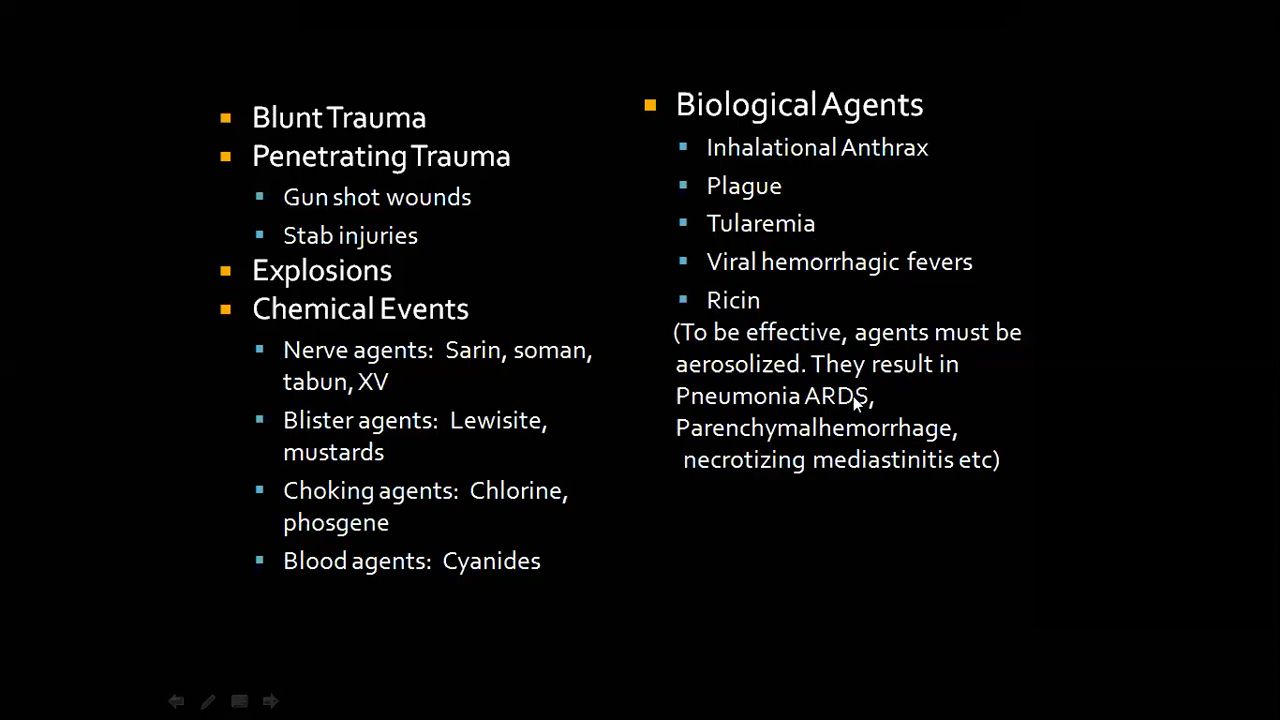 Blunt Trauma
Penetrating Trauma
Gun shot wounds
Stab injuries
Explosions
Chemical Events
Nerve agents: Sarin, soman,
tabun, XV
Blister agents: Lewisite,
mustards
Choking agents: Chlorine,
phosgene
Blood agents: Cyanides
Biological Agents
Inhalational Anthrax
Plague
Tularemia
Viral hemorrhagic fevers
Ricin
(To be effective, agents must be
aerosolized. They result in
Pneumonia ARDS,
Parenchymalhemorrhage,
necrotizing mediastinitis etc)